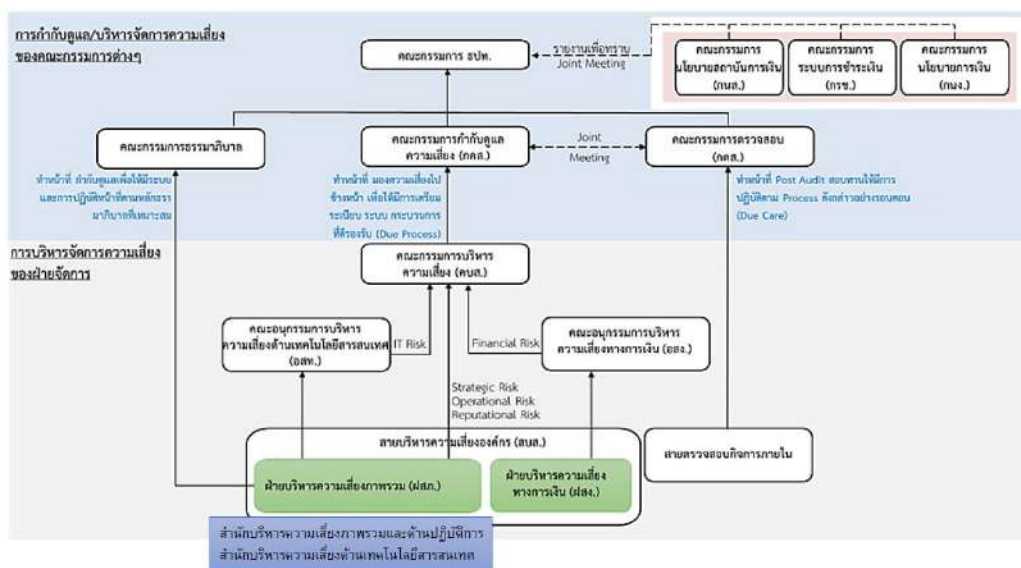 การกำกับดูแล/บริหารจัดการความเสี่ยง
ของคณะกรรมการต่างๆ
คณะกรรมการ ธปท.
รายงานเพื่อทราบ
Joint Meeting
คณะกรรมการ
นโยบายสถาบันการเงิน
(กนส.)
คณะกรรมการ
ระบบการชำระเงิน
(กรช.)
คณะกรรมการ
นโยบายการเงิน
(กนง.)
คณะกรรมการธรรมาภิบาล
คณะกรรมการกำกับดูแล
ความเสี่ยง (กคส.)
Joint
Meeting
คณะกรรมการตรวจสอบ
(กตส.)
ทำหน้าที่ กำกับดูแลเพื่อให้มีระบบ
และการปฏิบัติหน้าที่ตามหลักธรร
มาภิบาลที่เหมาะสม
ทำหน้าที่ มองความเสี่ยงไป
ข้างหน้า เพื่อให้มีการเตรียม
ระเบียบ ระบบ กระบวนการ
ที่ดีรองรับ (Due Process)
ทำหน้าที่ Post Audit สอบทานให้มีการ
ปฏิบัติตาม Process ดังกล่าวอย่างรอบคอบ
(Due Care)
การบริหารจัดการความเสี่ยง
ของฝ่ายจัดการ
คณะกรรมการบริหาร
ความเสี่ยง (คบส.)
คณะอนุกรรมการบริหาร
ความเสี่ยงด้านเทคโนโลยีสารสนเทศ
(อสท.)
IT Risk
Financial Risk
คณะอนุกรรมการบริหาร
ความเสี่ยงทางการเงิน (อสง.)
Strategic Risk
Operational Risk
Reputational Risk
สายบริหารความเสี่ยงองค์กร (สบส.)
ฝ่ายบริหารความเสี่ยงภาพรวม (ฝสภ.)
ฝ่ายบริหารความเสี่ยง
ทางการเงิน (ฝสง.)
สายตรวจสอบกิจการภายใน
สำนักบริหารความเสี่ยงภาพรวมและด้านปฏิบัติการ
สำนักบริหารความเสี่ยงด้านเทคโนโลยีสารสนเทศ